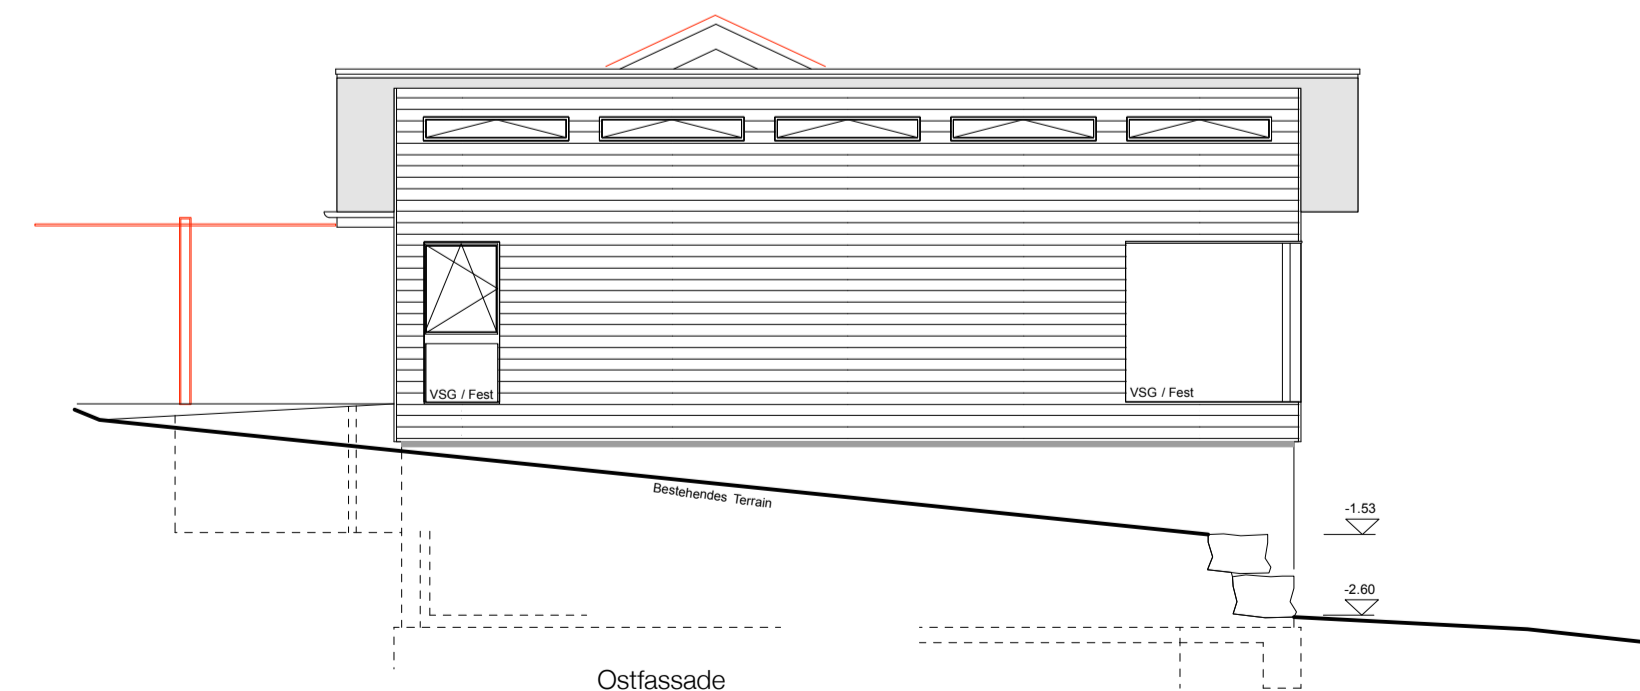 VSG / Fest
VSG / Fest
Bestehendes Terrain
-1.53
-2.60
Ostfassade